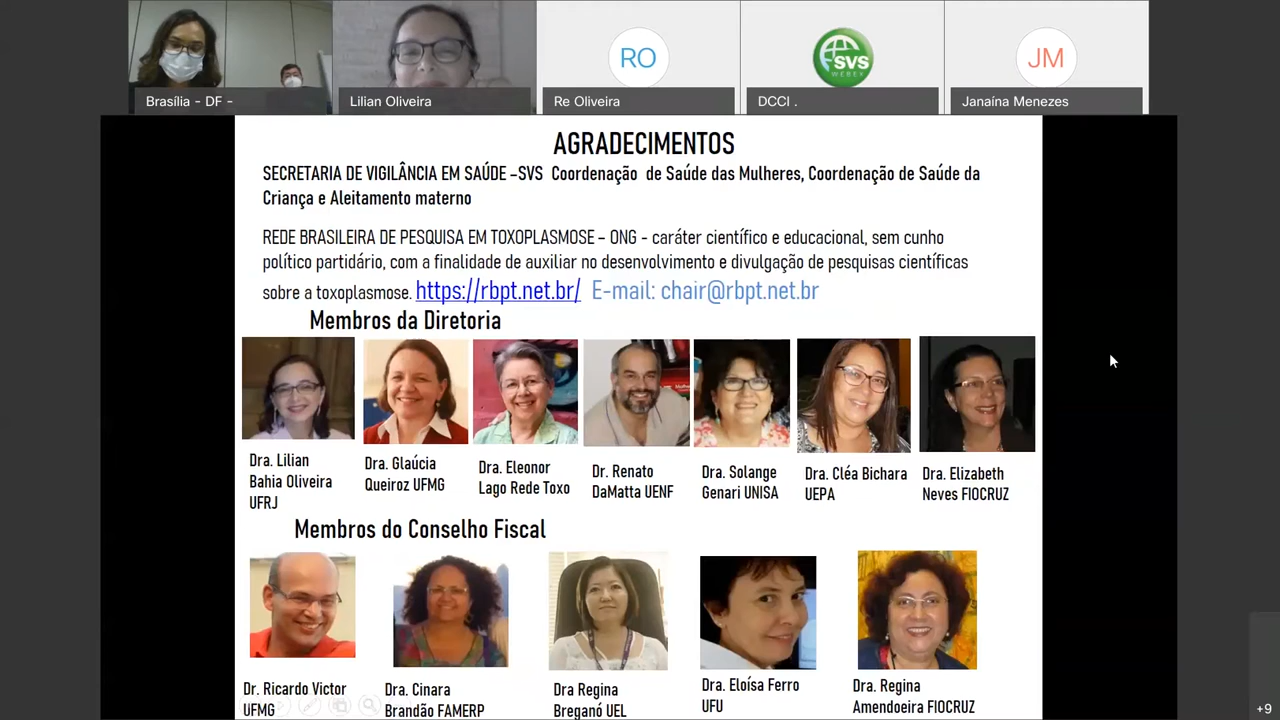 RO
SVS
WEBEX
JM
Brasília - DF -
Lilian Oliveira
Re Oliveira
DCCI .
Janaína Menezes
AGRADECIMENTOS
SECRETARIA DE VIGILÂNCIA EM SAÚDE –SVS Coordenação de Saúde das Mulheres, Coordenação de Saúde da
Criança e Aleitamento materno
REDE BRASILEIRA DE PESQUISA EM TOXOPLASMOSE – ONG - caráter científico e educacional, sem cunho
político partidário, com a finalidade de auxiliar no desenvolvimento e divulgação de pesquisas científicas
sobre a toxoplasmose. https://rbpt.net.br/ E-mail: chair@rbpt.net.br
Membros da Diretoria
Dra. Lilian
Bahia Oliveira
UFRJ
Dra. Glaúcia
Queiroz UFMG
Dra. Eleonor
Lago Rede Toxo
Dr. Renato
DaMatta UENF
Dra. Solange
Genari UNISA
Dra. Cléa Bichara
UEPA
Dra. Elizabeth
Neves FIOCRUZ
Membros do Conselho Fiscal
Dr. Ricardo Victor
UFMG
Dra. Cinara
Brandão FAMERP
Dra Regina
Breganó UEL
Dra. Eloísa Ferro
UFU
Dra. Regina
Amendoeira FIOCRUZ
+9